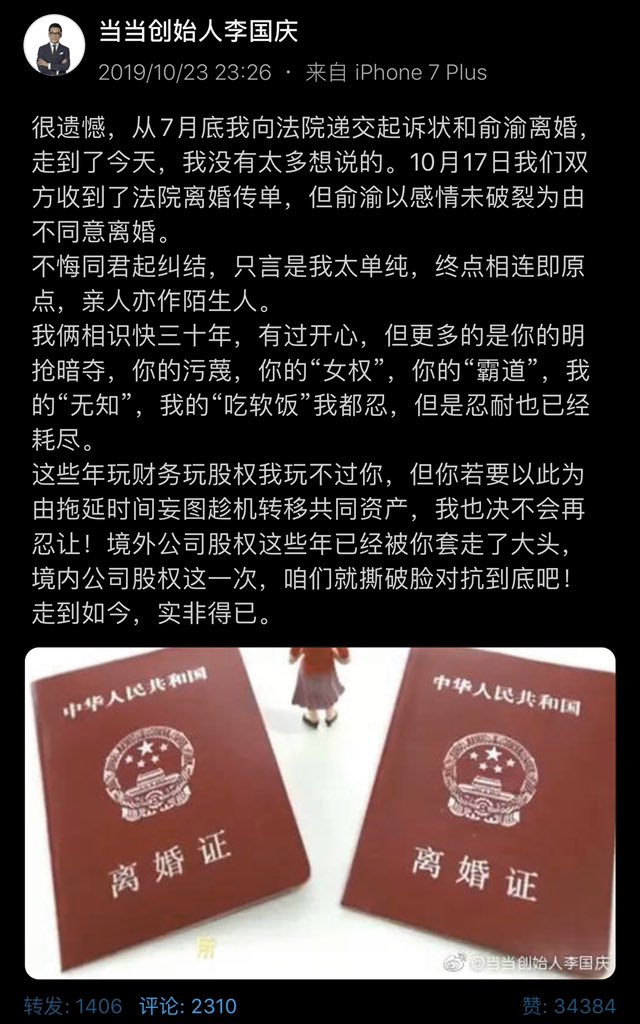 当当创始人李国庆
2019/10/23 23:26 · 来自 iPhone 7 Plus
很遗憾，从7月底我向法院递交起诉状和俞渝离婚，
走到了今天，我没有太多想说的。10月17日我们双
方收到了法院离婚传单，但俞渝以感情未破裂为由
不同意离婚。
不悔同君起纠结，只言是我太单纯，终点相连即原
点，亲人亦作陌生人。
我俩相识快三十年，有过开心，但更多的是你的明
抢暗夺，你的污蔑，你的“女权”，你的“霸道”，我
的“无知”，我的“吃软饭”我都忍，但是忍耐也已经
耗尽。
这些年玩财务玩股权我玩不过你，但你若要以此为
由拖延时间妄图趁机转移共同资产，我也决不会再
忍让！境外公司股权这些年已经被你套走了大头，
境内公司股权这一次，咱们就撕破脸对抗到底吧！
走到如今，实非得已。
中华人民共和国
离婚证
中华人民共和国
离婚证
所
@当当创始人李国庆
转发: 1406 评论: 2310 赞: 34384